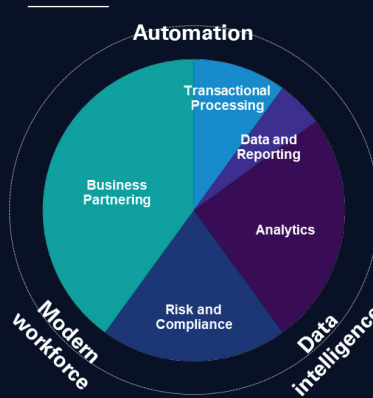 Automation
Transactional
Processing
Data and
Reporting
Business
Partnering
Analytics
Risk and
Compliance
Modern
workforce
Data
intelligence